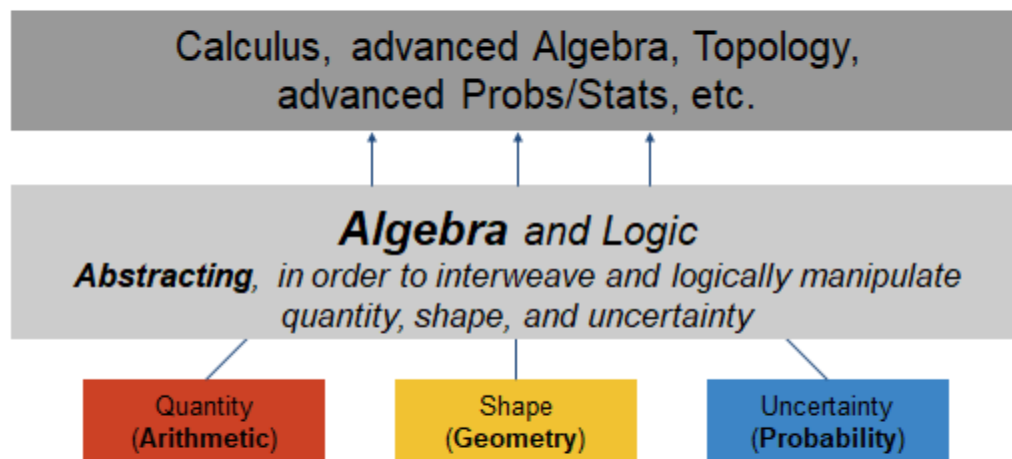 Calculus, advanced Algebra, Topology,
advanced Probs/Stats, etc.
Algebra and Logic
Abstracting, in order to interweave and logically manipulate
quantity, shape, and uncertainty
Quantity
(Arithmetic)
Shape
(Geometry)
Uncertainty
(Probability)